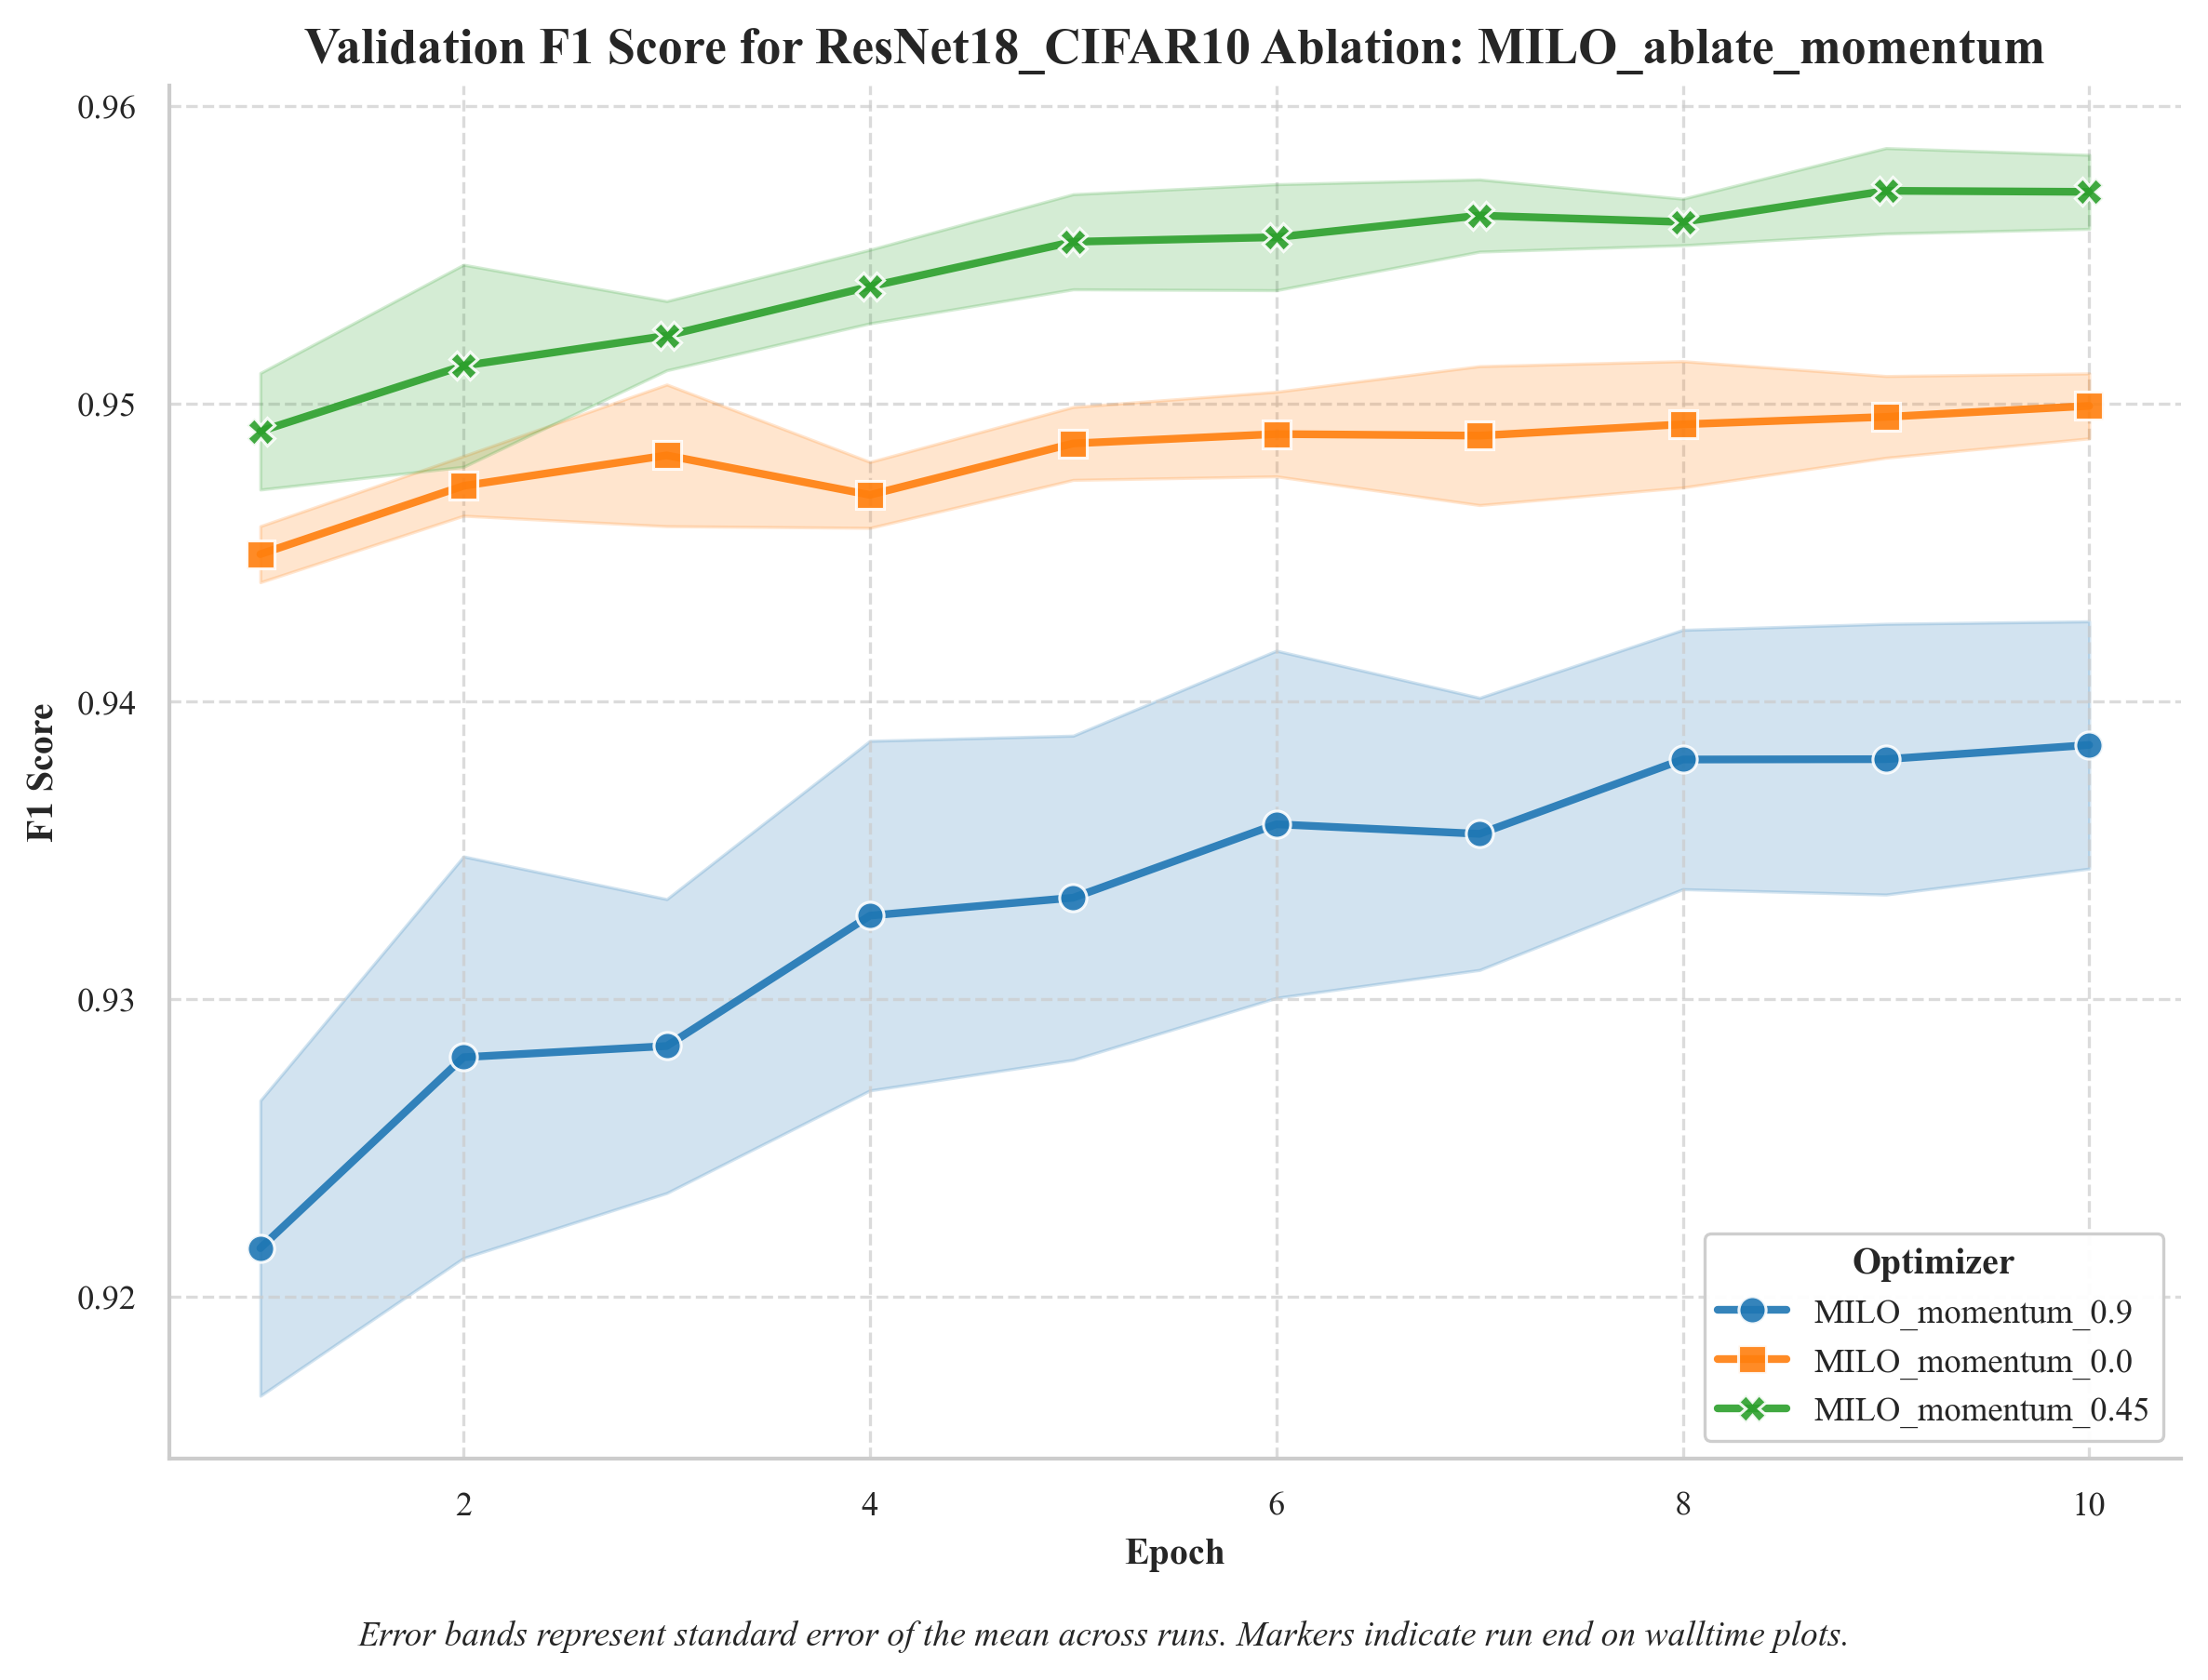 Validation F1 Score for ResNet18_CIFAR10 Ablation: MILO_ablate_momentum
0.96
0.95
0.94
0.93
0.92
F1 Score
2 4 6 8 10
Epoch
Optimizer
MILO_momentum_0.9
MILO_momentum_0.0
MILO_momentum_0.45
Error bands represent standard error of the mean across runs. Markers indicate run end on walltime plots.